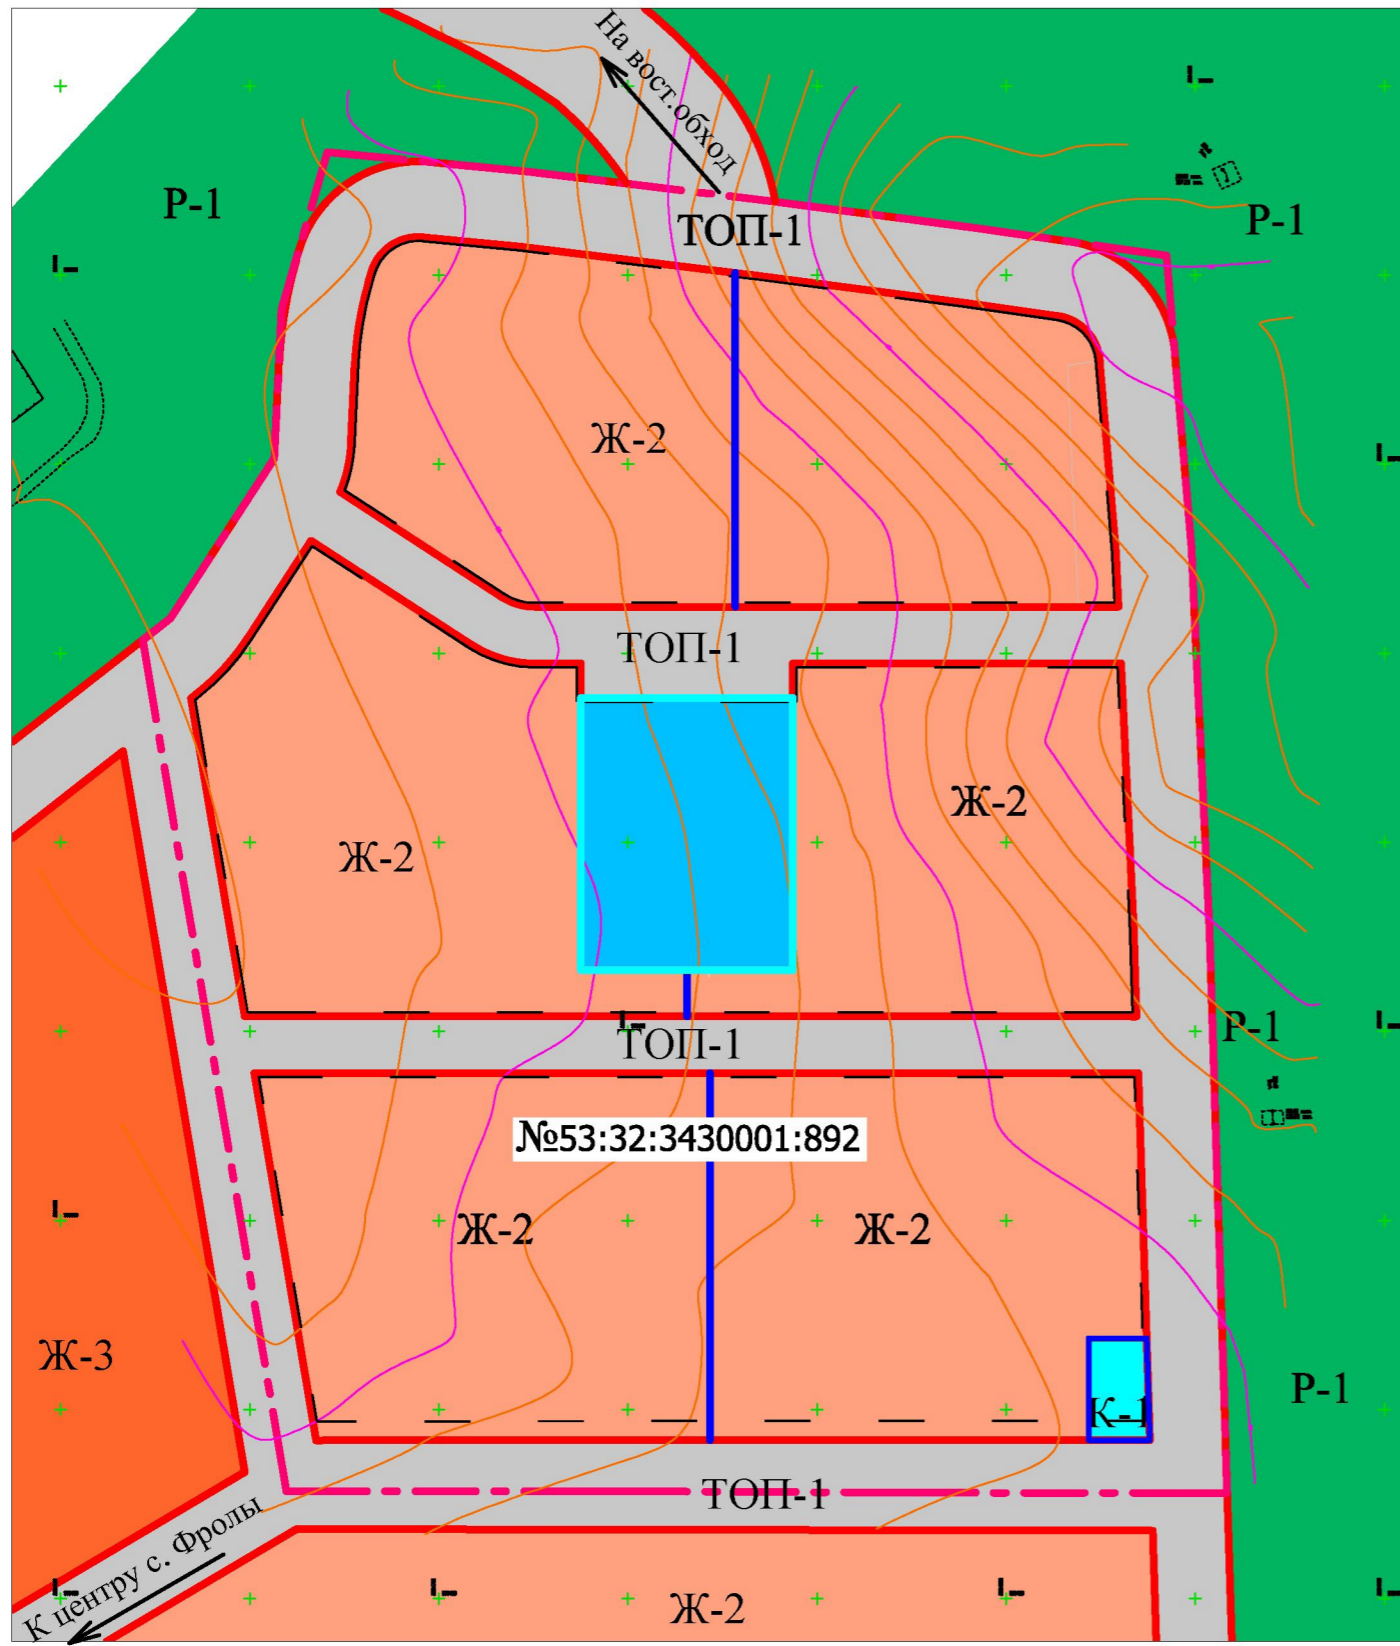 На вост.обход
Р-1
ТОП-1
Р-1
Ж-2
ТОП-1
Ж-2
Ж-2
Р-1
ТОП-1
№53:32:3430001:892
Ж-2
Ж-2
Ж-3
Р-1
К-1
ТОП-1
К центру с. Фролы
Ж-2